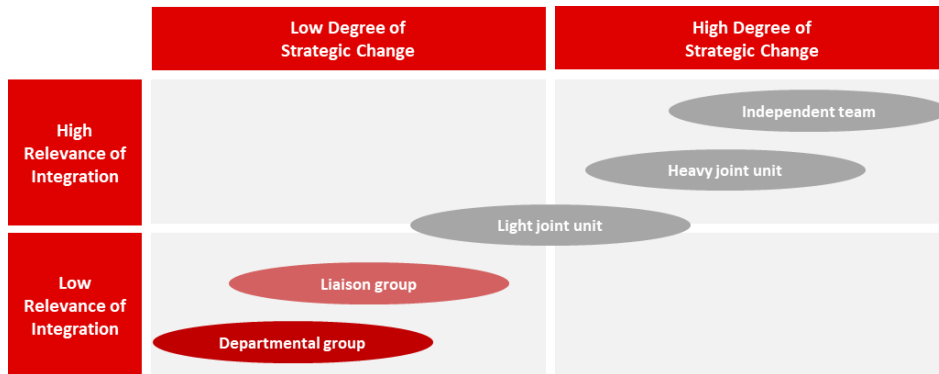 Low Degree of
Strategic Change
High Degree of
Strategic Change
High
Relevance of
Integration
Independent team
Heavy joint unit
Light joint unit
Low
Relevance of
Integration
Liaison group
Departmental group